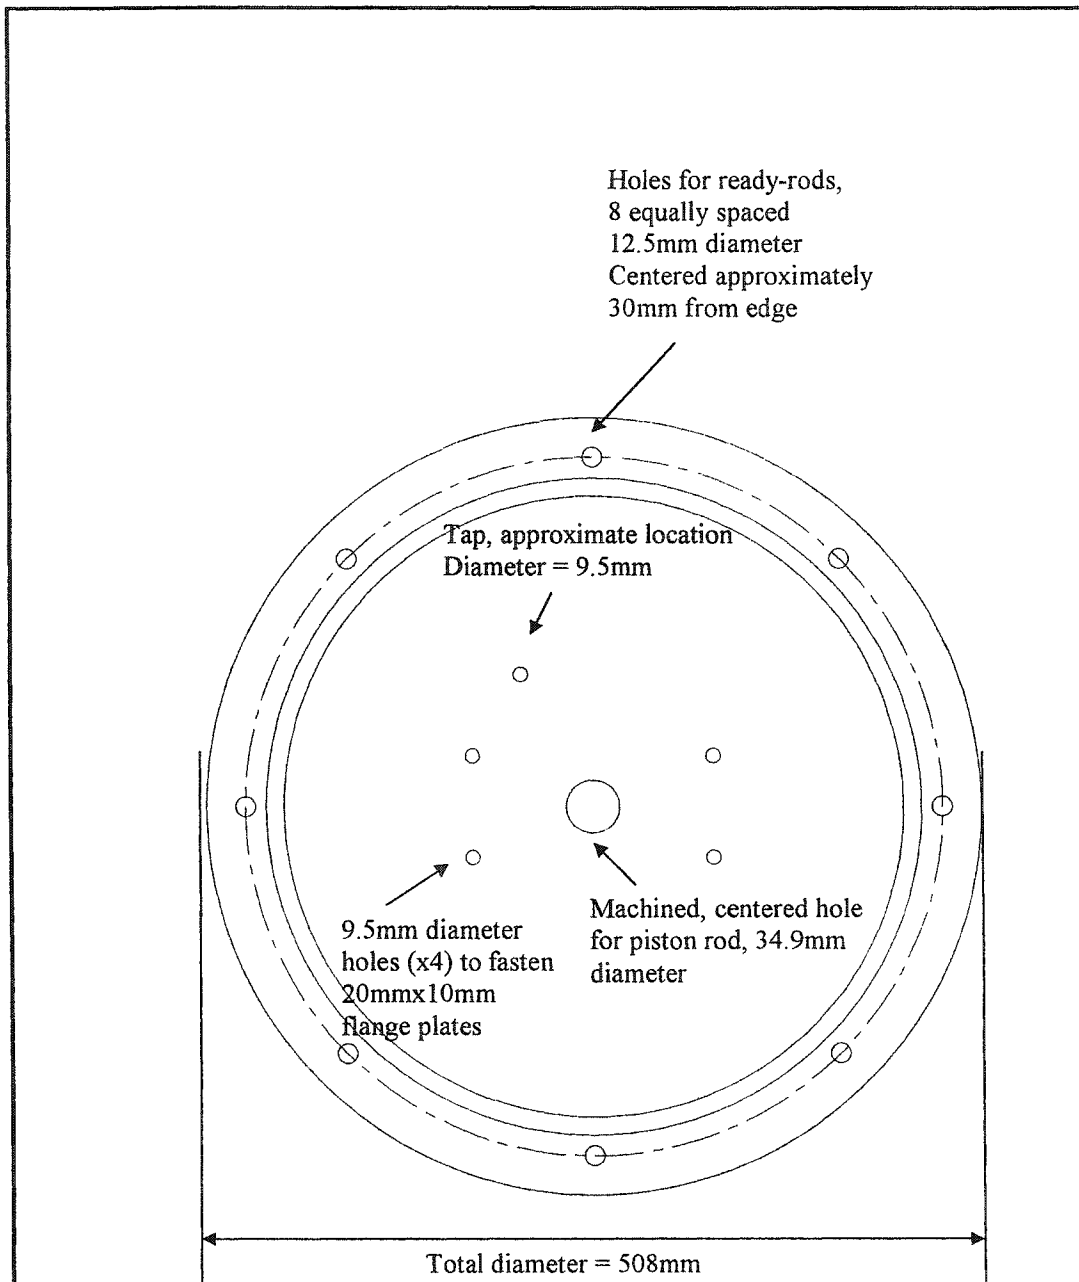 Holes for ready-rods,
8 equally spaced
12.5mm diameter
Centered approximately
30mm from edge
Tap, approximate location
Diameter = 9.5mm
Machined, centered hole
for piston rod, 34.9mm
diameter
9.5mm diameter
holes (x4) to fasten
20mmx10mm
flange plates
Total diameter = 508mm